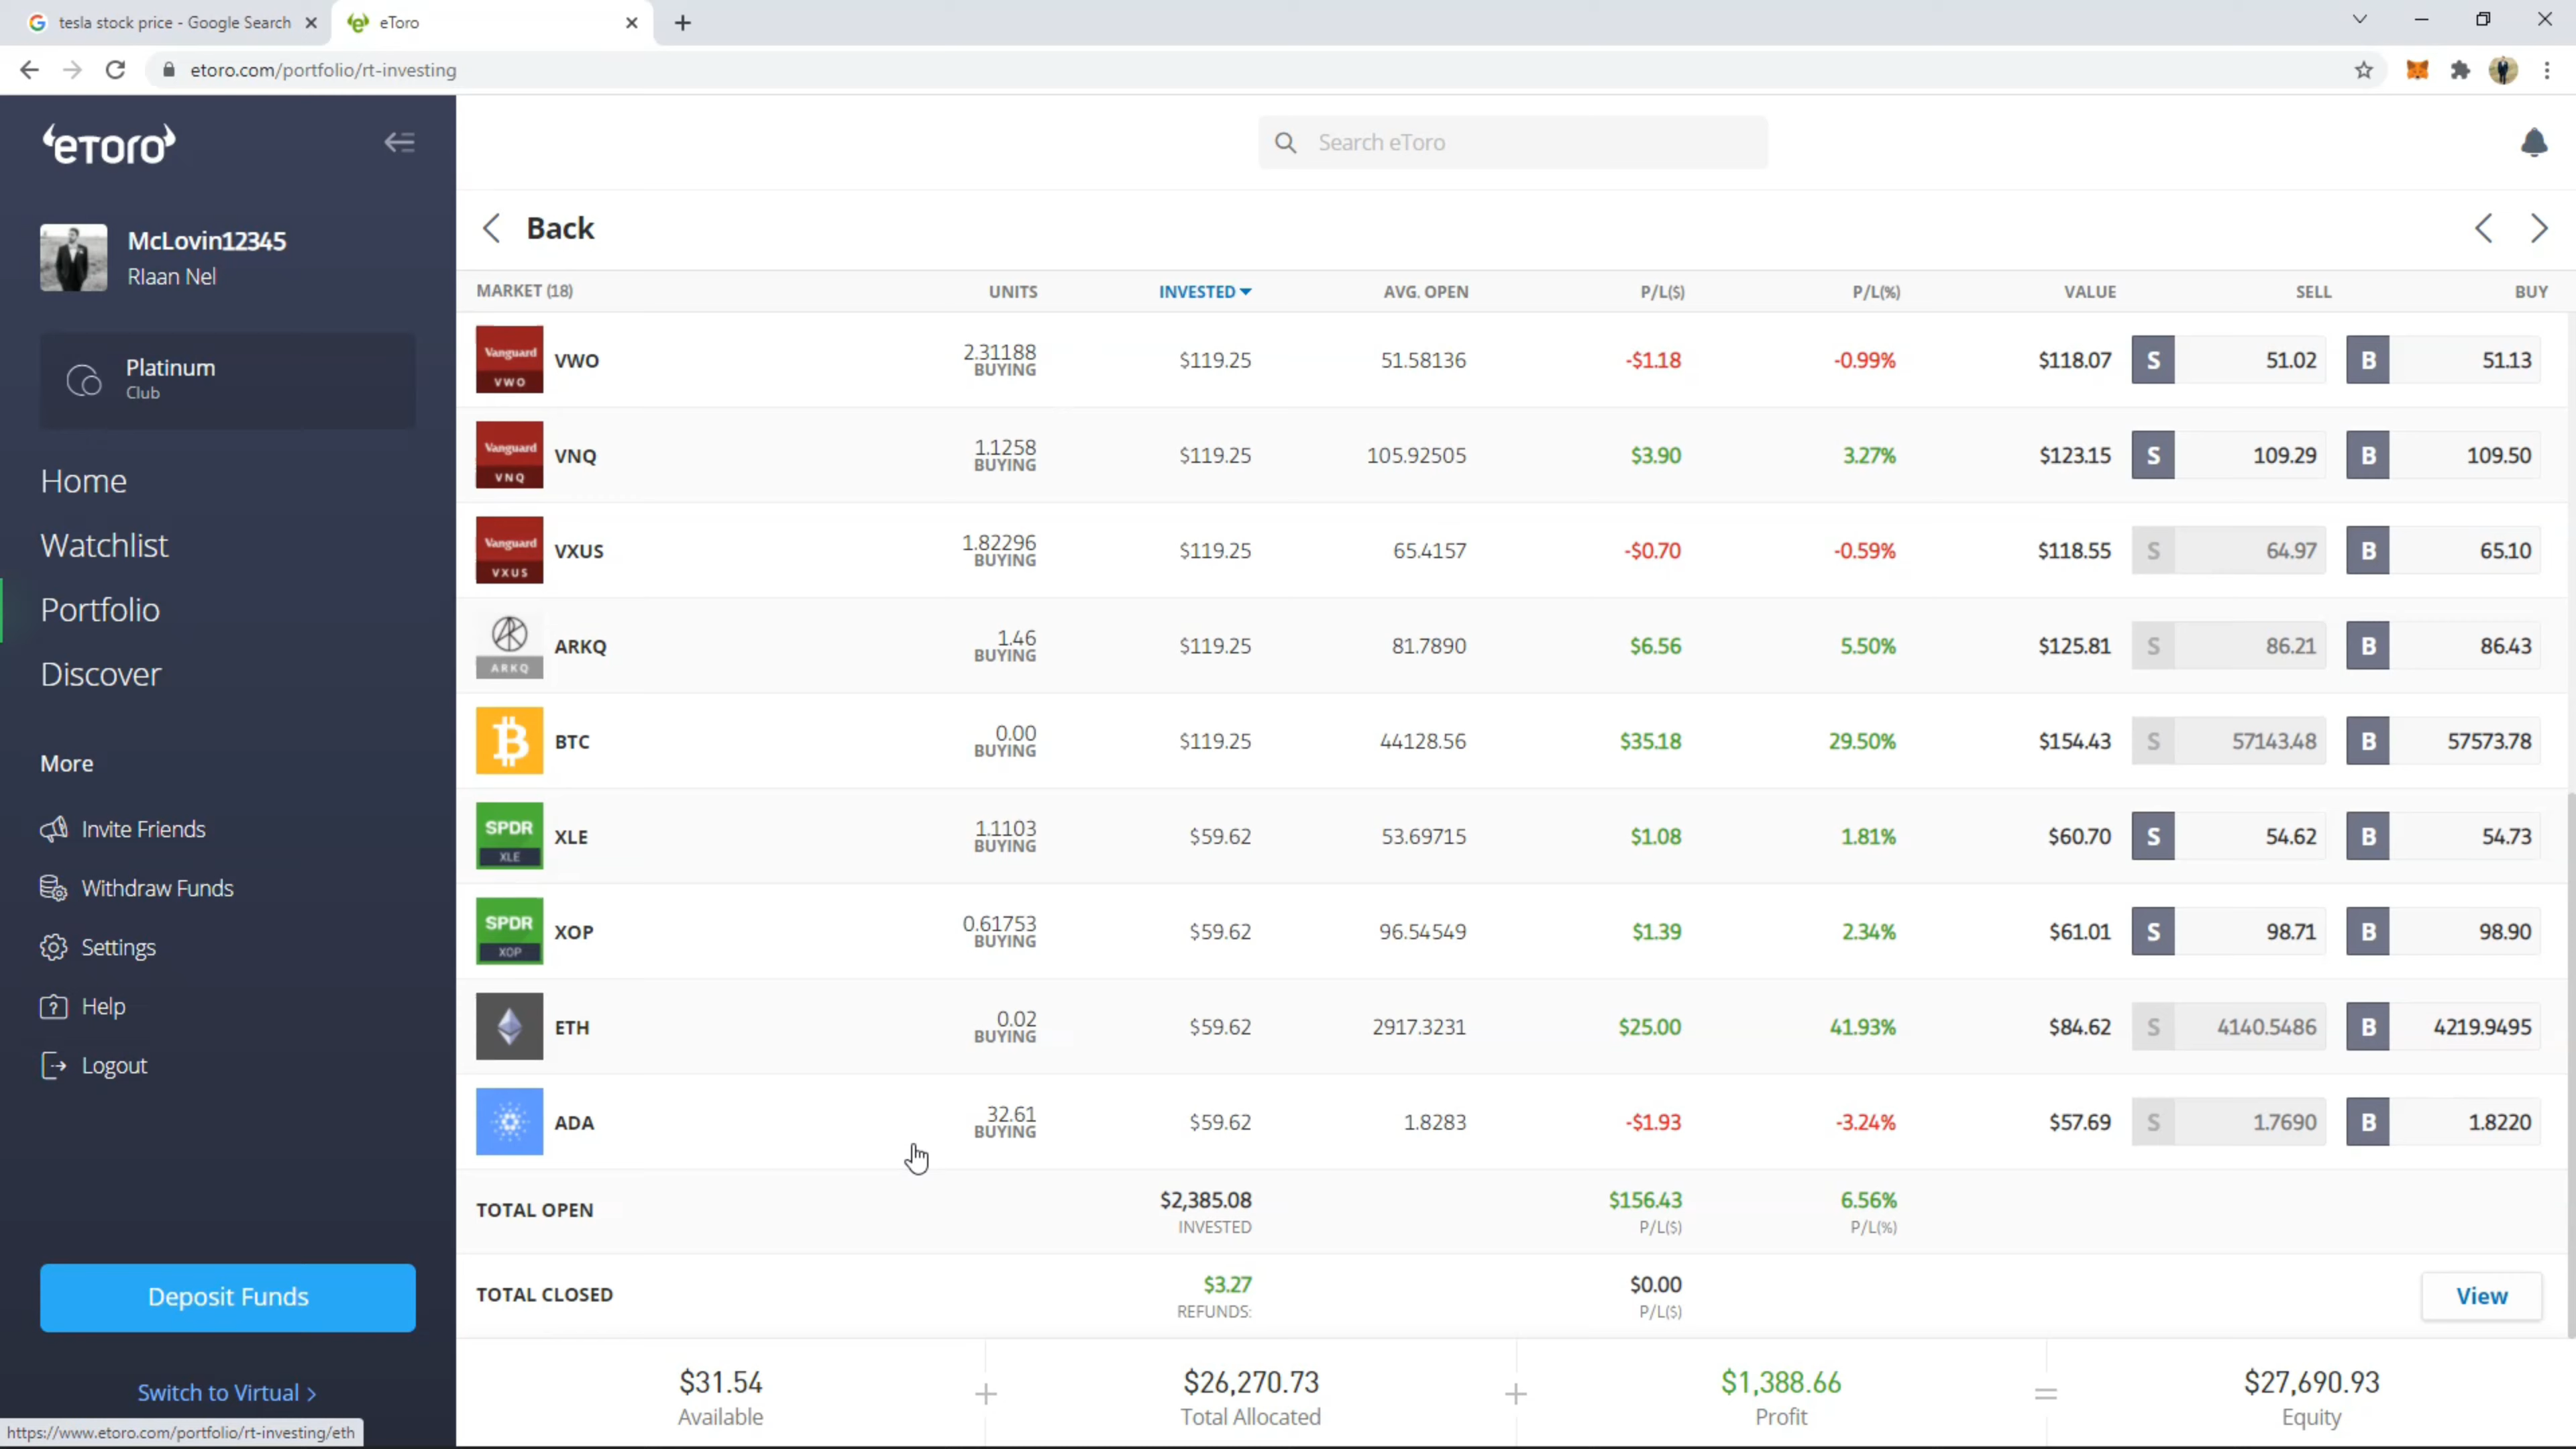 tesla stock price - Google Search
eToro
etoro.com/portfolio/rt-investing
eToro
Search eToro
McLovin12345
RIaan Nel
Platinum
Club
Home
Watchlist
Portfolio
Discover
More
Invite Friends
Withdraw Funds
Settings
Help
Logout
Deposit Funds
Switch to Virtual >
https://www.etoro.com/portfolio/rt-investing/eth
Back
MARKET (18) UNITS INVESTED AVG. OPEN P/L($) P/L(%) VALUE SELL BUY
Vanguard VWO VWO 2.31188 BUYING $119.25 51.58136 -$1.18 -0.99% $118.07 S 51.02 B 51.13
Vanguard VNQ VNQ 1.1258 BUYING $119.25 105.92505 $3.90 3.27% $123.15 S 109.29 B 109.50
Vanguard VXUS VXUS 1.82296 BUYING $119.25 65.4157 -$0.70 -0.59% $118.55 S 64.97 B 65.10
ARKQ ARKQ 1.46 BUYING $119.25 81.7890 $6.56 5.50% $125.81 S 86.21 B 86.43
BTC 0.00 BUYING $119.25 44128.56 $35.18 29.50% $154.43 S 57143.48 B 57573.78
SPDR XLE XLE 1.1103 BUYING $59.62 53.69715 $1.08 1.81% $60.70 S 54.62 B 54.73
SPDR XOP XOP 0.61753 BUYING $59.62 96.54549 $1.39 2.34% $61.01 S 98.71 B 98.90
ETH 0.02 BUYING $59.62 2917.3231 $25.00 41.93% $84.62 S 4140.5486 B 4219.9495
ADA 32.61 BUYING $59.62 1.8283 -$1.93 -3.24% $57.69 S 1.7690 B 1.8220
TOTAL OPEN $2,385.08 INVESTED $156.43 P/L($) 6.56% P/L(%)
TOTAL CLOSED $3.27 REFUNDS: $0.00 P/L($) View
$31.54 + $26,270.73 + $1,388.66 = $27,690.93
Available Total Allocated Profit Equity